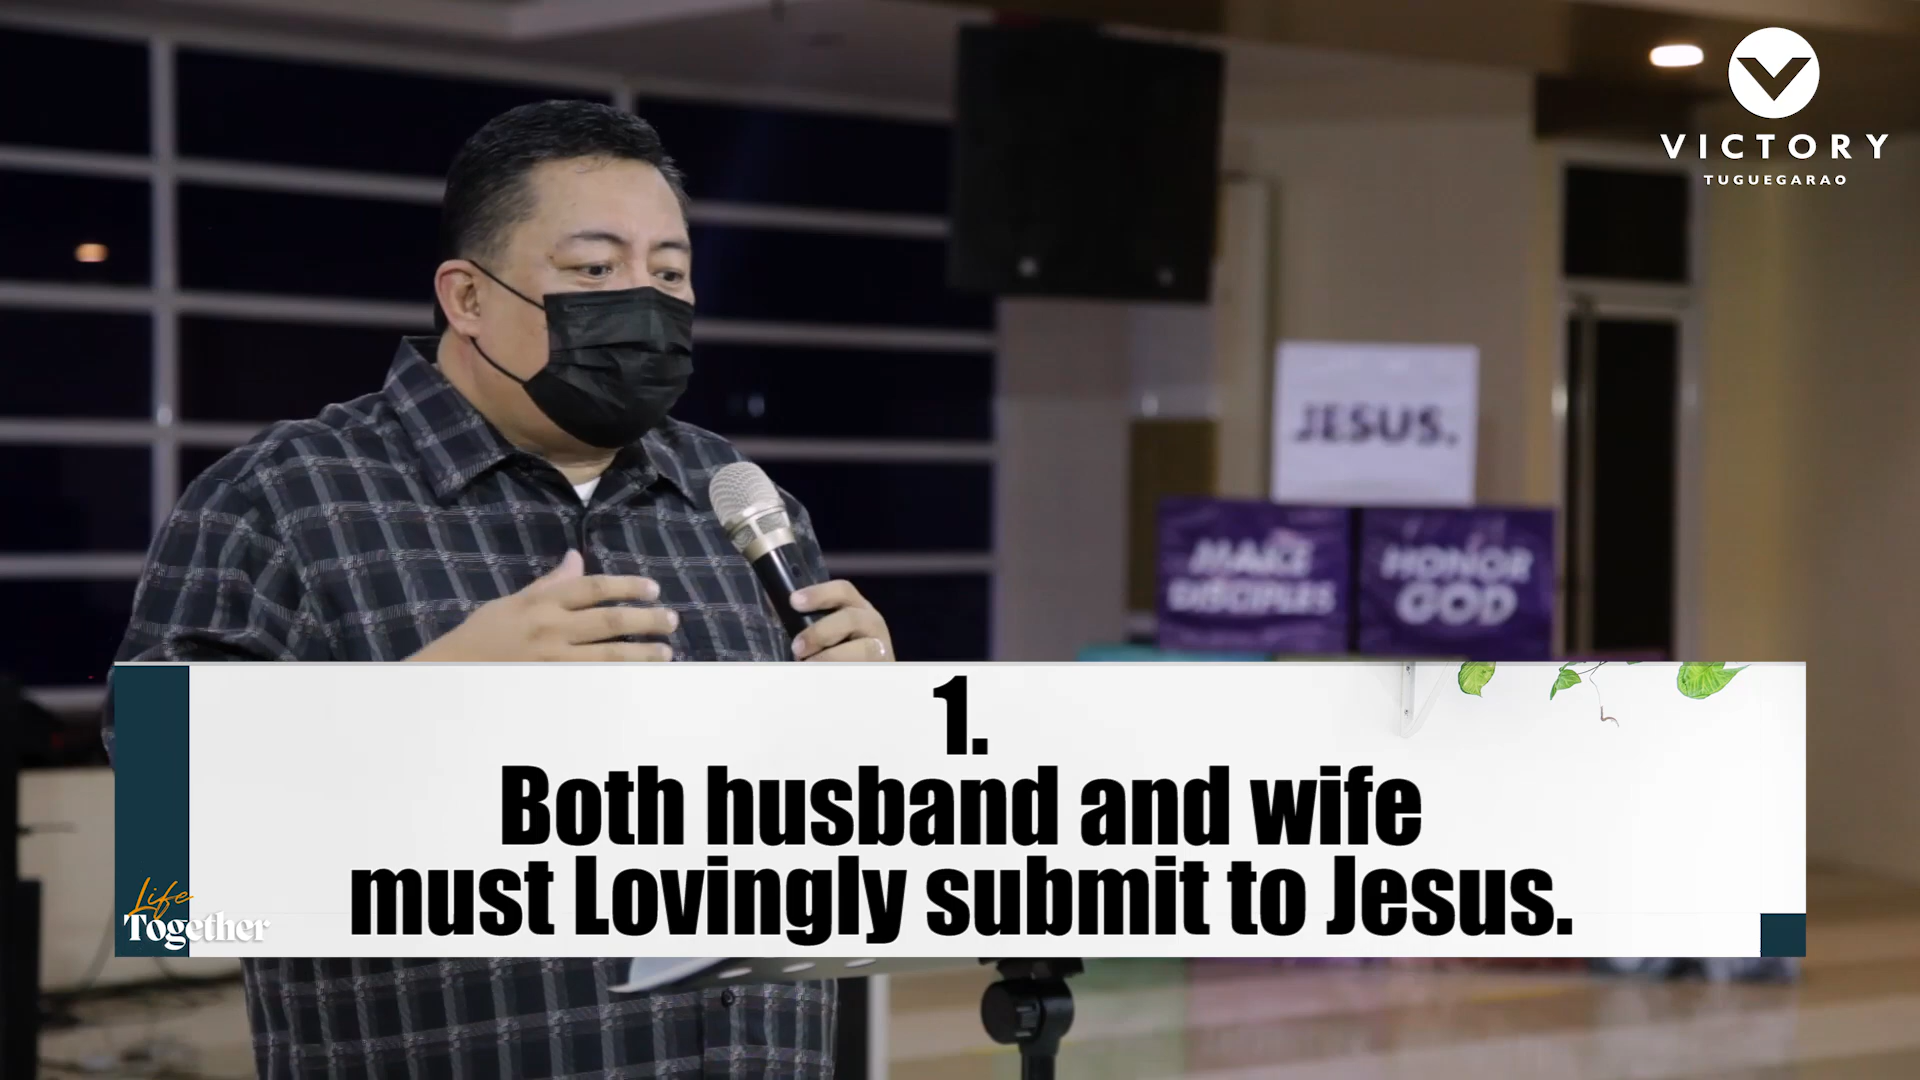 VICTORY
TUGUEGARAO
JESUS.
MAKE
DISCIPLES
HONOR
GOD
1.
Both husband and wife
must Lovingly submit to Jesus.
Life
Together